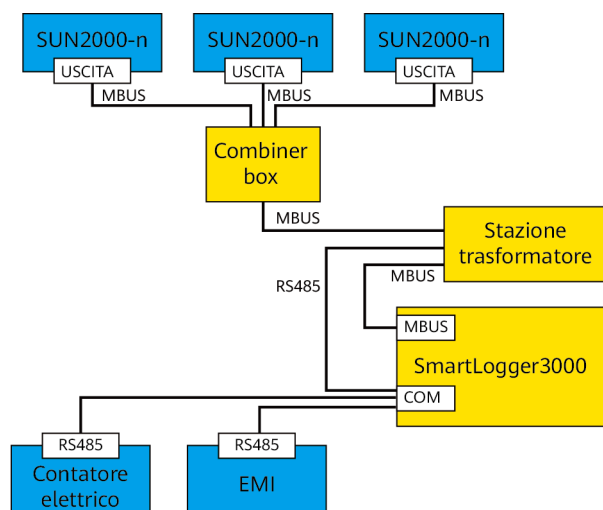 SUN2000-n
SUN2000-n
SUN2000-n
USCITA
USCITA
USCITA
MBUS
MBUS
MBUS
Combiner
box
MBUS
Stazione
trasformatore
MBUS
RS485
MBUS
SmartLogger3000
COM
RS485
RS485
Contatore
elettrico
EMI